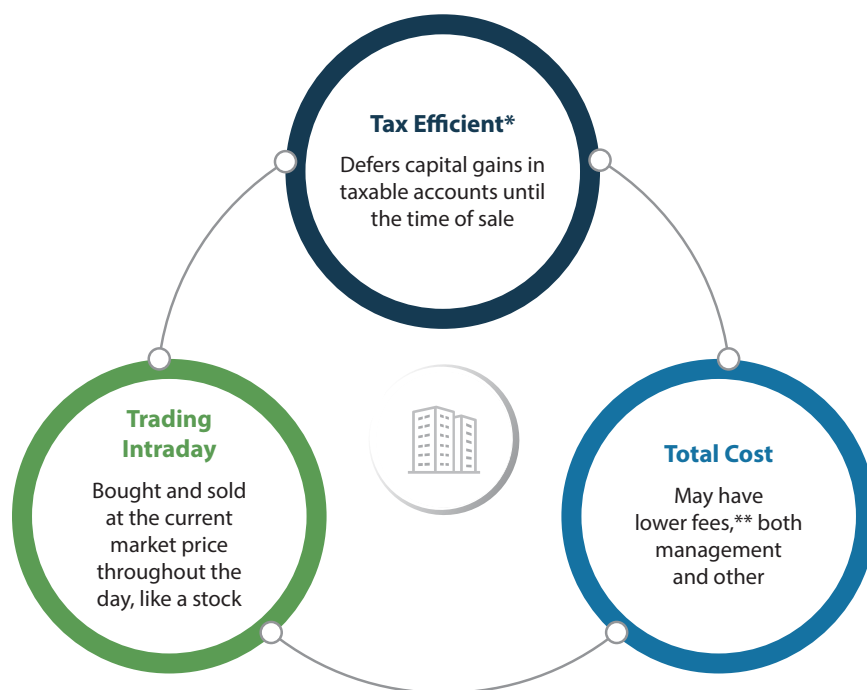 Tax Efficient*
Defers capital gains in
taxable accounts until
the time of sale
Trading
Intraday
Bought and sold
at the current
market price
throughout the
day, like a stock
Total Cost
May have
lower fees,** both
management
and other